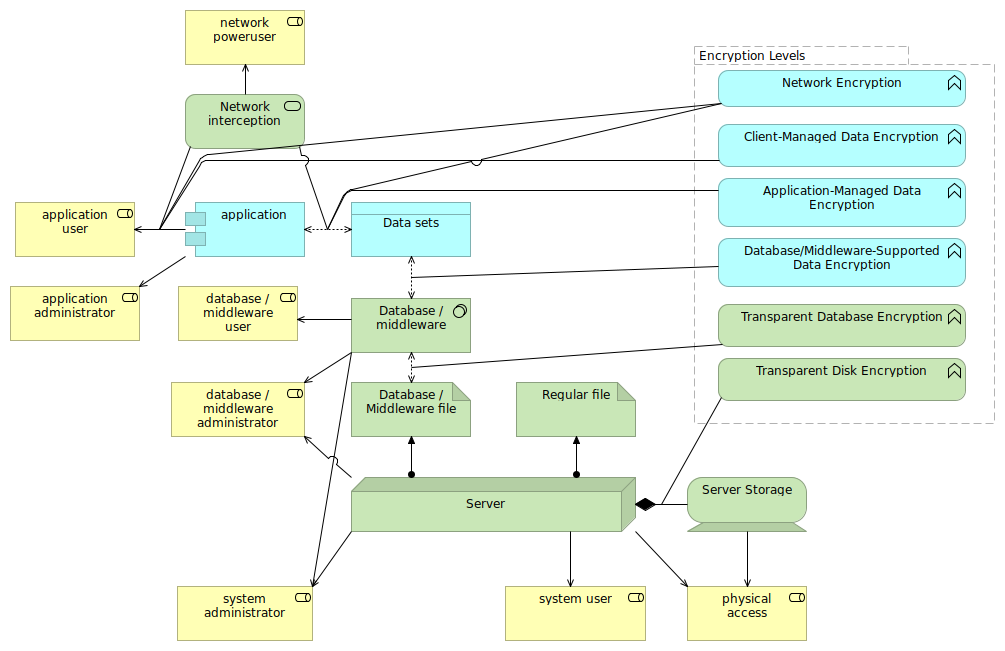 network
poweruser
Encryption Levels
Network Encryption
Network
interception
Client-Managed Data Encryption
Application-Managed Data
Encryption
application
user
application
Data sets
Database/Middleware-Supported
Data Encryption
application
administrator
database /
middleware
user
Database /
middleware
Transparent Database Encryption
Transparent Disk Encryption
database /
middleware
administrator
Database /
Middleware file
Regular file
Server
Server Storage
system
administrator
system user
physical
access